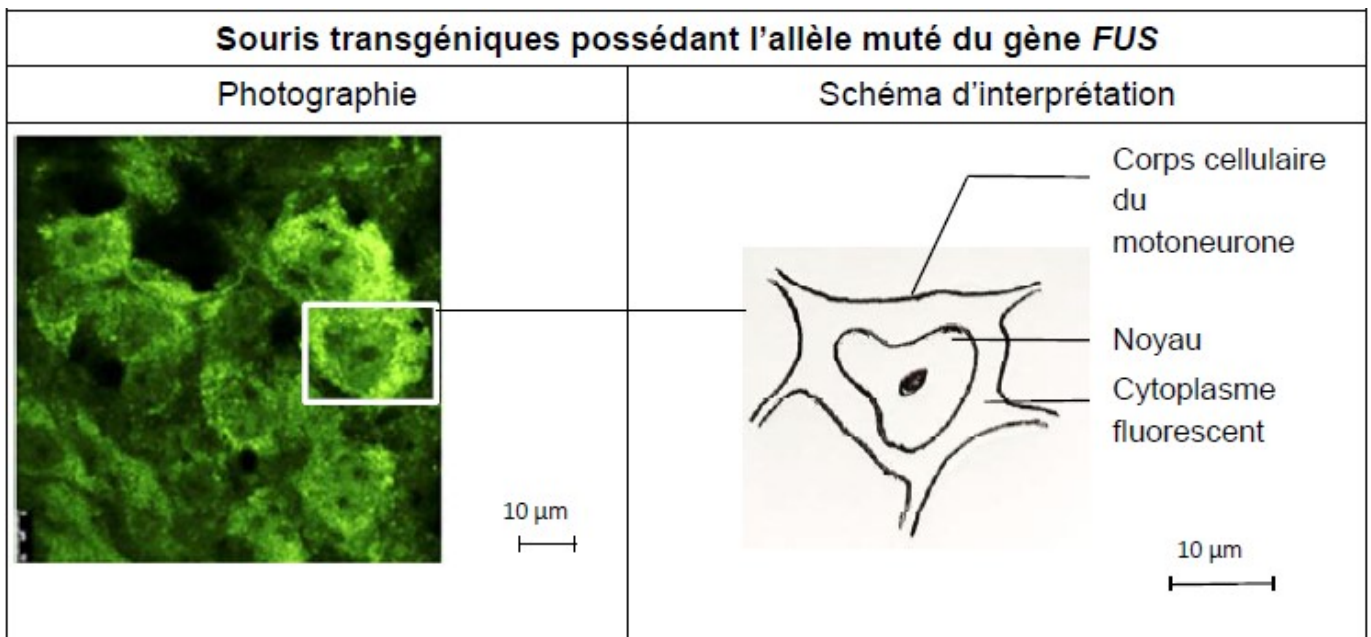 Souris transgéniques possédant l'allèle muté du gène FUS
Photographie
Schéma d'interprétation
Corps cellulaire
du
motoneurone
Noyau
Cytoplasme
fluorescent
10 µm
10 µm